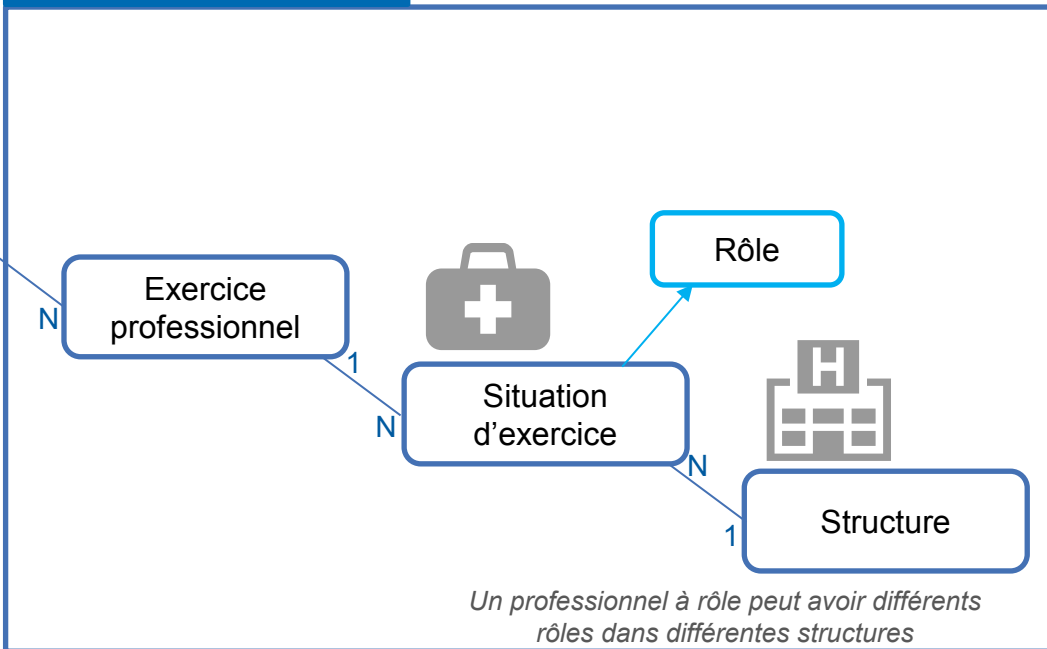 Rôle
Exercice
professionnel
N
1
H
Situation
d'exercice
N
N
Structure
1
Un professionnel à rôle peut avoir différents
rôles dans différentes structures